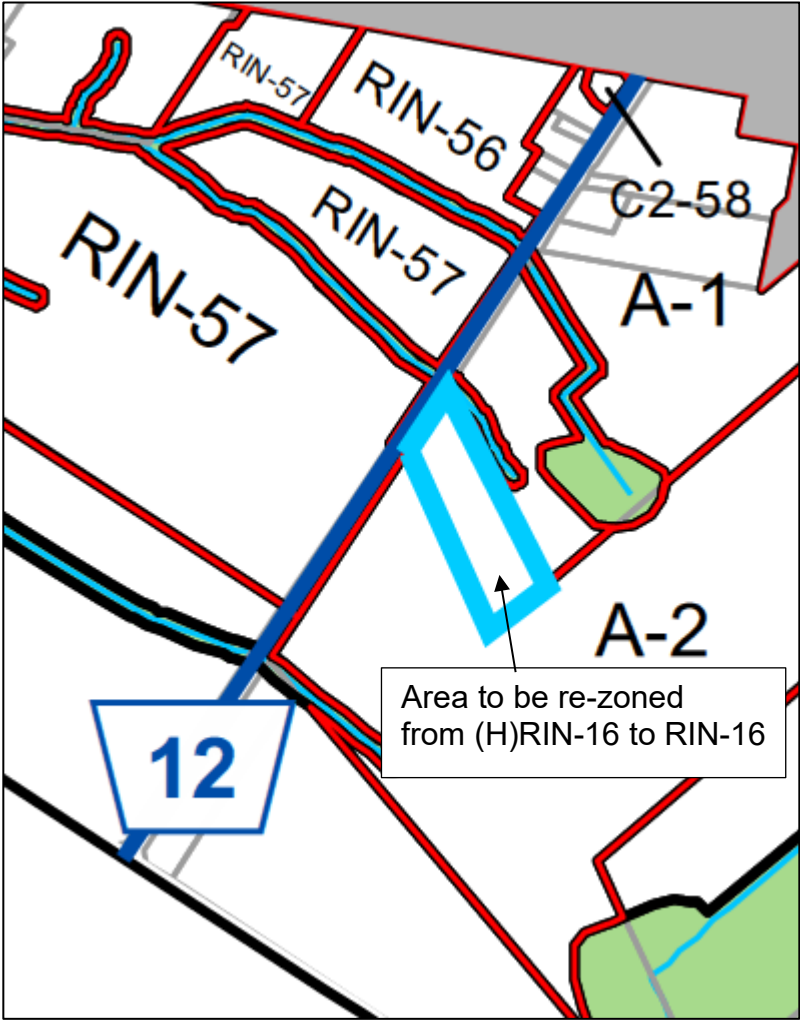 RIN-57
RIN-56
C2-58
RIN-57
RIN-57
A-1
A-2
Area to be re-zoned
from (H)RIN-16 to RIN-16
12